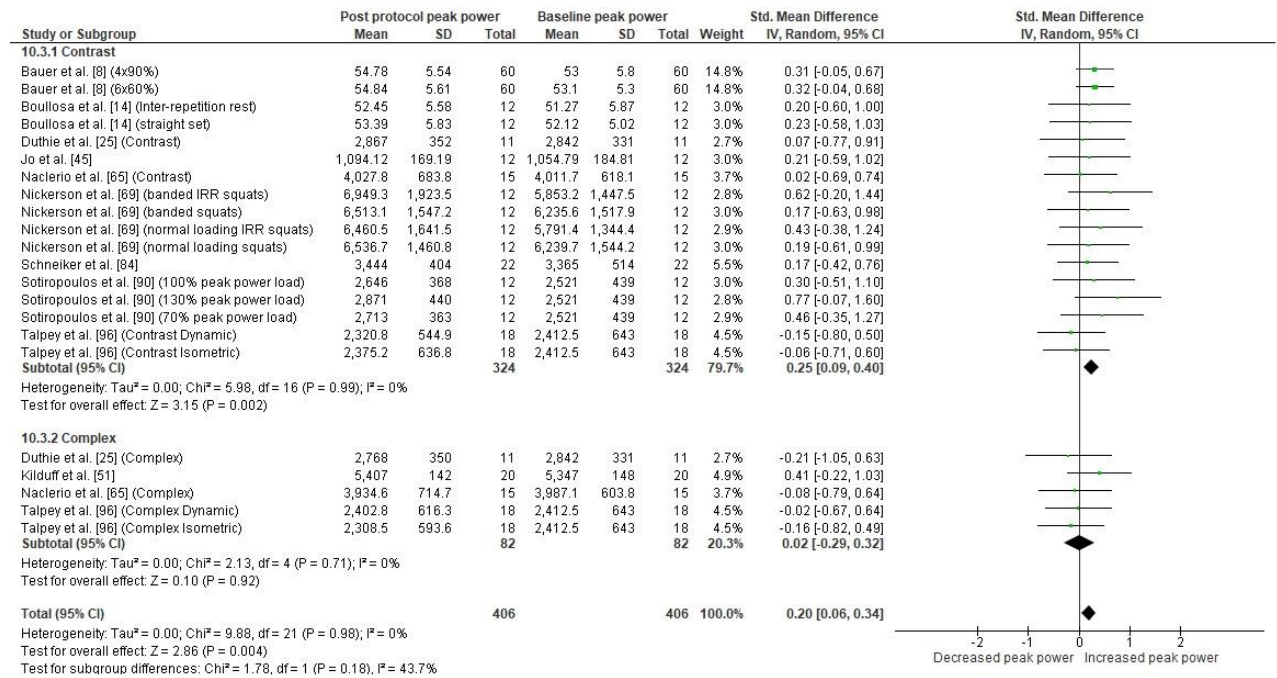 Post protocol peak power Baseline peak power Std. Mean Difference Std. Mean Difference
Study or Subgroup Mean SD Total Mean SD Total Weight IV, Random, 95% CI IV, Random, 95% CI
10.3.1 Contrast
Bauer et al. [8] (4x90%) 54.78 5.54 60 53 5.8 60 14.8% 0.31 [-0.05, 0.67]
Bauer et al. [8] (6x60%) 54.84 5.61 60 53.1 5.3 60 14.8% 0.32 [-0.04, 0.68]
Boullosa et al. [14] (Inter-repetition rest) 52.45 5.58 12 51.27 5.87 12 3.0% 0.20 [-0.60, 1.00]
Boullosa et al. [14] (straight set) 53.39 5.83 12 52.12 5.02 12 3.0% 0.23 [-0.58, 1.03]
Duthie et al. [25] (Contrast) 2,867 352 11 2,842 331 11 2.7% 0.07 [-0.77, 0.91]
Jo et al. [45] 1,094.12 169.19 12 1,054.79 184.81 12 3.0% 0.21 [-0.59, 1.02]
Naclerio et al. [65] (Contrast) 4,027.8 683.8 15 4,011.7 618.1 15 3.7% 0.02 [-0.69, 0.74]
Nickerson et al. [69] (banded IRR squats) 6,949.3 1,923.5 12 5,853.2 1,447.5 12 2.8% 0.62 [-0.20, 1.44]
Nickerson et al. [69] (banded squats) 6,513.1 1,547.2 12 6,235.6 1,517.9 12 3.0% 0.17 [-0.63, 0.98]
Nickerson et al. [69] (normal loading IRR squats) 6,460.5 1,641.5 12 5,791.4 1,344.4 12 2.9% 0.43 [-0.38, 1.24]
Nickerson et al. [69] (normal loading squats) 6,536.7 1,460.8 12 6,239.7 1,544.2 12 3.0% 0.19 [-0.61, 0.99]
Schneiker et al. [84] 3,444 404 22 3,365 514 22 5.5% 0.17 [-0.42, 0.76]
Sotiropoulos et al. [90] (100% peak power load) 2,646 368 12 2,521 439 12 3.0% 0.30 [-0.51, 1.10]
Sotiropoulos et al. [90] (130% peak power load) 2,871 440 12 2,521 439 12 2.8% 0.77 [-0.07, 1.60]
Sotiropoulos et al. [90] (70% peak power load) 2,713 363 12 2,521 439 12 2.9% 0.46 [-0.35, 1.27]
Talpey et al. [96] (Contrast Dynamic) 2,320.8 544.9 18 2,412.5 643 18 4.5% -0.15 [-0.80, 0.50]
Talpey et al. [96] (Contrast Isometric) 2,375.2 636.8 18 2,412.5 643 18 4.5% -0.06 [-0.71, 0.60]
Subtotal (95% CI) 324 324 79.7% 0.25 [0.09, 0.40]
Heterogeneity: Tau² = 0.00; Chi² = 5.98, df = 16 (P = 0.99); I² = 0%
Test for overall effect: Z = 3.15 (P = 0.002)
10.3.2 Complex
Duthie et al. [25] (Complex) 2,768 350 11 2,842 331 11 2.7% -0.21 [-1.05, 0.63]
Kilduff et al. [51] 5,407 142 20 5,347 148 20 4.9% 0.41 [-0.22, 1.03]
Naclerio et al. [65] (Complex) 3,934.6 714.7 15 3,987.1 603.8 15 3.7% -0.08 [-0.79, 0.64]
Talpey et al. [96] (Complex Dynamic) 2,402.8 616.3 18 2,412.5 643 18 4.5% -0.02 [-0.67, 0.64]
Talpey et al. [96] (Complex Isometric) 2,308.5 593.6 18 2,412.5 643 18 4.5% -0.16 [-0.82, 0.49]
Subtotal (95% CI) 82 82 20.3% 0.02 [-0.29, 0.32]
Heterogeneity: Tau² = 0.00; Chi² = 2.13, df = 4 (P = 0.71); I² = 0%
Test for overall effect: Z = 0.10 (P = 0.92)
Total (95% CI) 406 406 100.0% 0.20 [0.06, 0.34]
Heterogeneity: Tau² = 0.00; Chi² = 9.88, df = 21 (P = 0.98); I² = 0%
Test for overall effect: Z = 2.86 (P = 0.004)
Test for subgroup differences: Chi² = 1.78, df = 1 (P = 0.18), I² = 43.7%
-2 -1 0 1 2
Decreased peak power Increased peak power